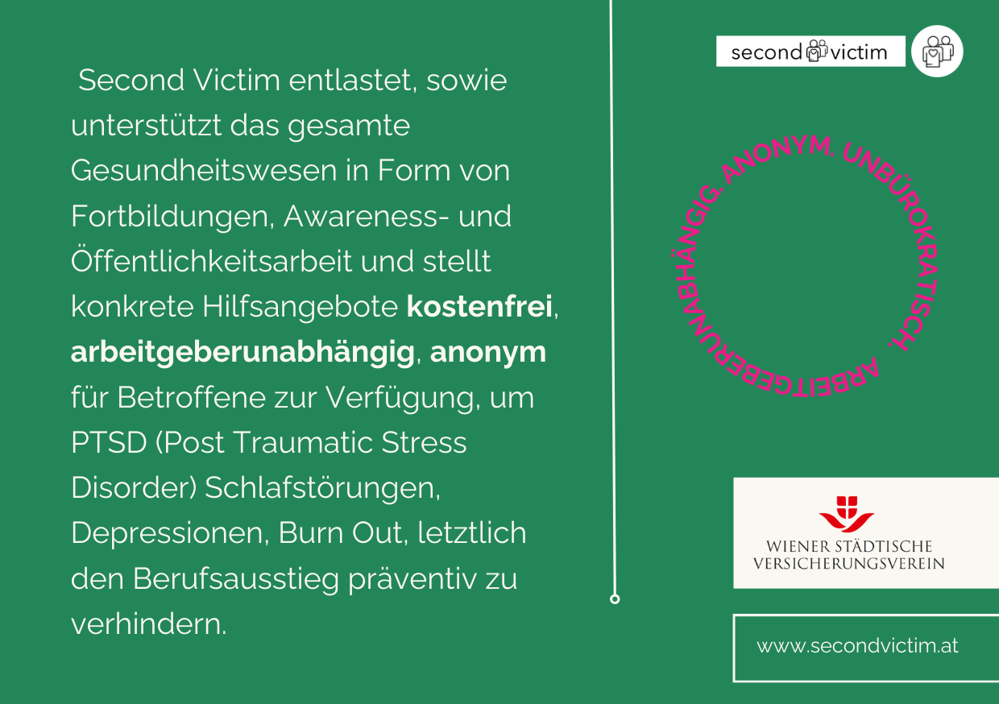 Second Victim entlastet, sowie
unterstützt das gesamte
Gesundheitswesen in Form von
Fortbildungen, Awareness- und
Öffentlichkeitsarbeit und stellt
konkrete Hilfsangebote kostenfrei,
arbeitgeberunabhängig, anonym
für Betroffene zur Verfügung, um
PTSD (Post Traumatic Stress
Disorder) Schlafstörungen,
Depressionen, Burn Out, letztlich
den Berufsausstieg präventiv zu
verhindern.
second victim
ARBEITGEBERUNABHÄNGIG. ANONYM. UNBÜROKRATISCH.
WIENER STÄDTISCHE
VERSICHERUNGSVEREIN
www.secondvictim.at